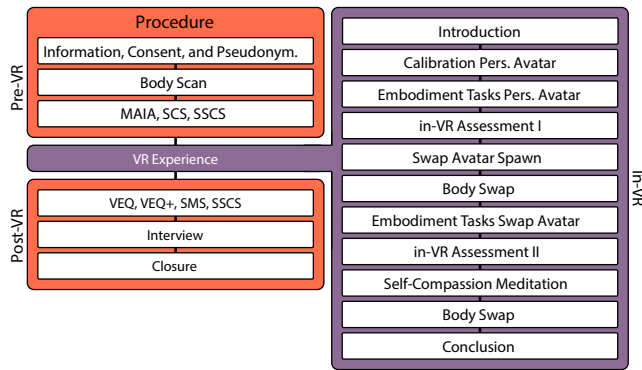 Procedure
Pre-VR
Information, Consent, and Pseudonym.
Body Scan
MAIA, SCS, SSCS
VR Experience
Post-VR
VEQ, VEQ+, SMS, SSCS
Interview
Closure
In-VR
Introduction
Calibration Pers. Avatar
Embodiment Tasks Pers. Avatar
in-VR Assessment I
Swap Avatar Spawn
Body Swap
Embodiment Tasks Swap Avatar
in-VR Assessment II
Self-Compassion Meditation
Body Swap
Conclusion